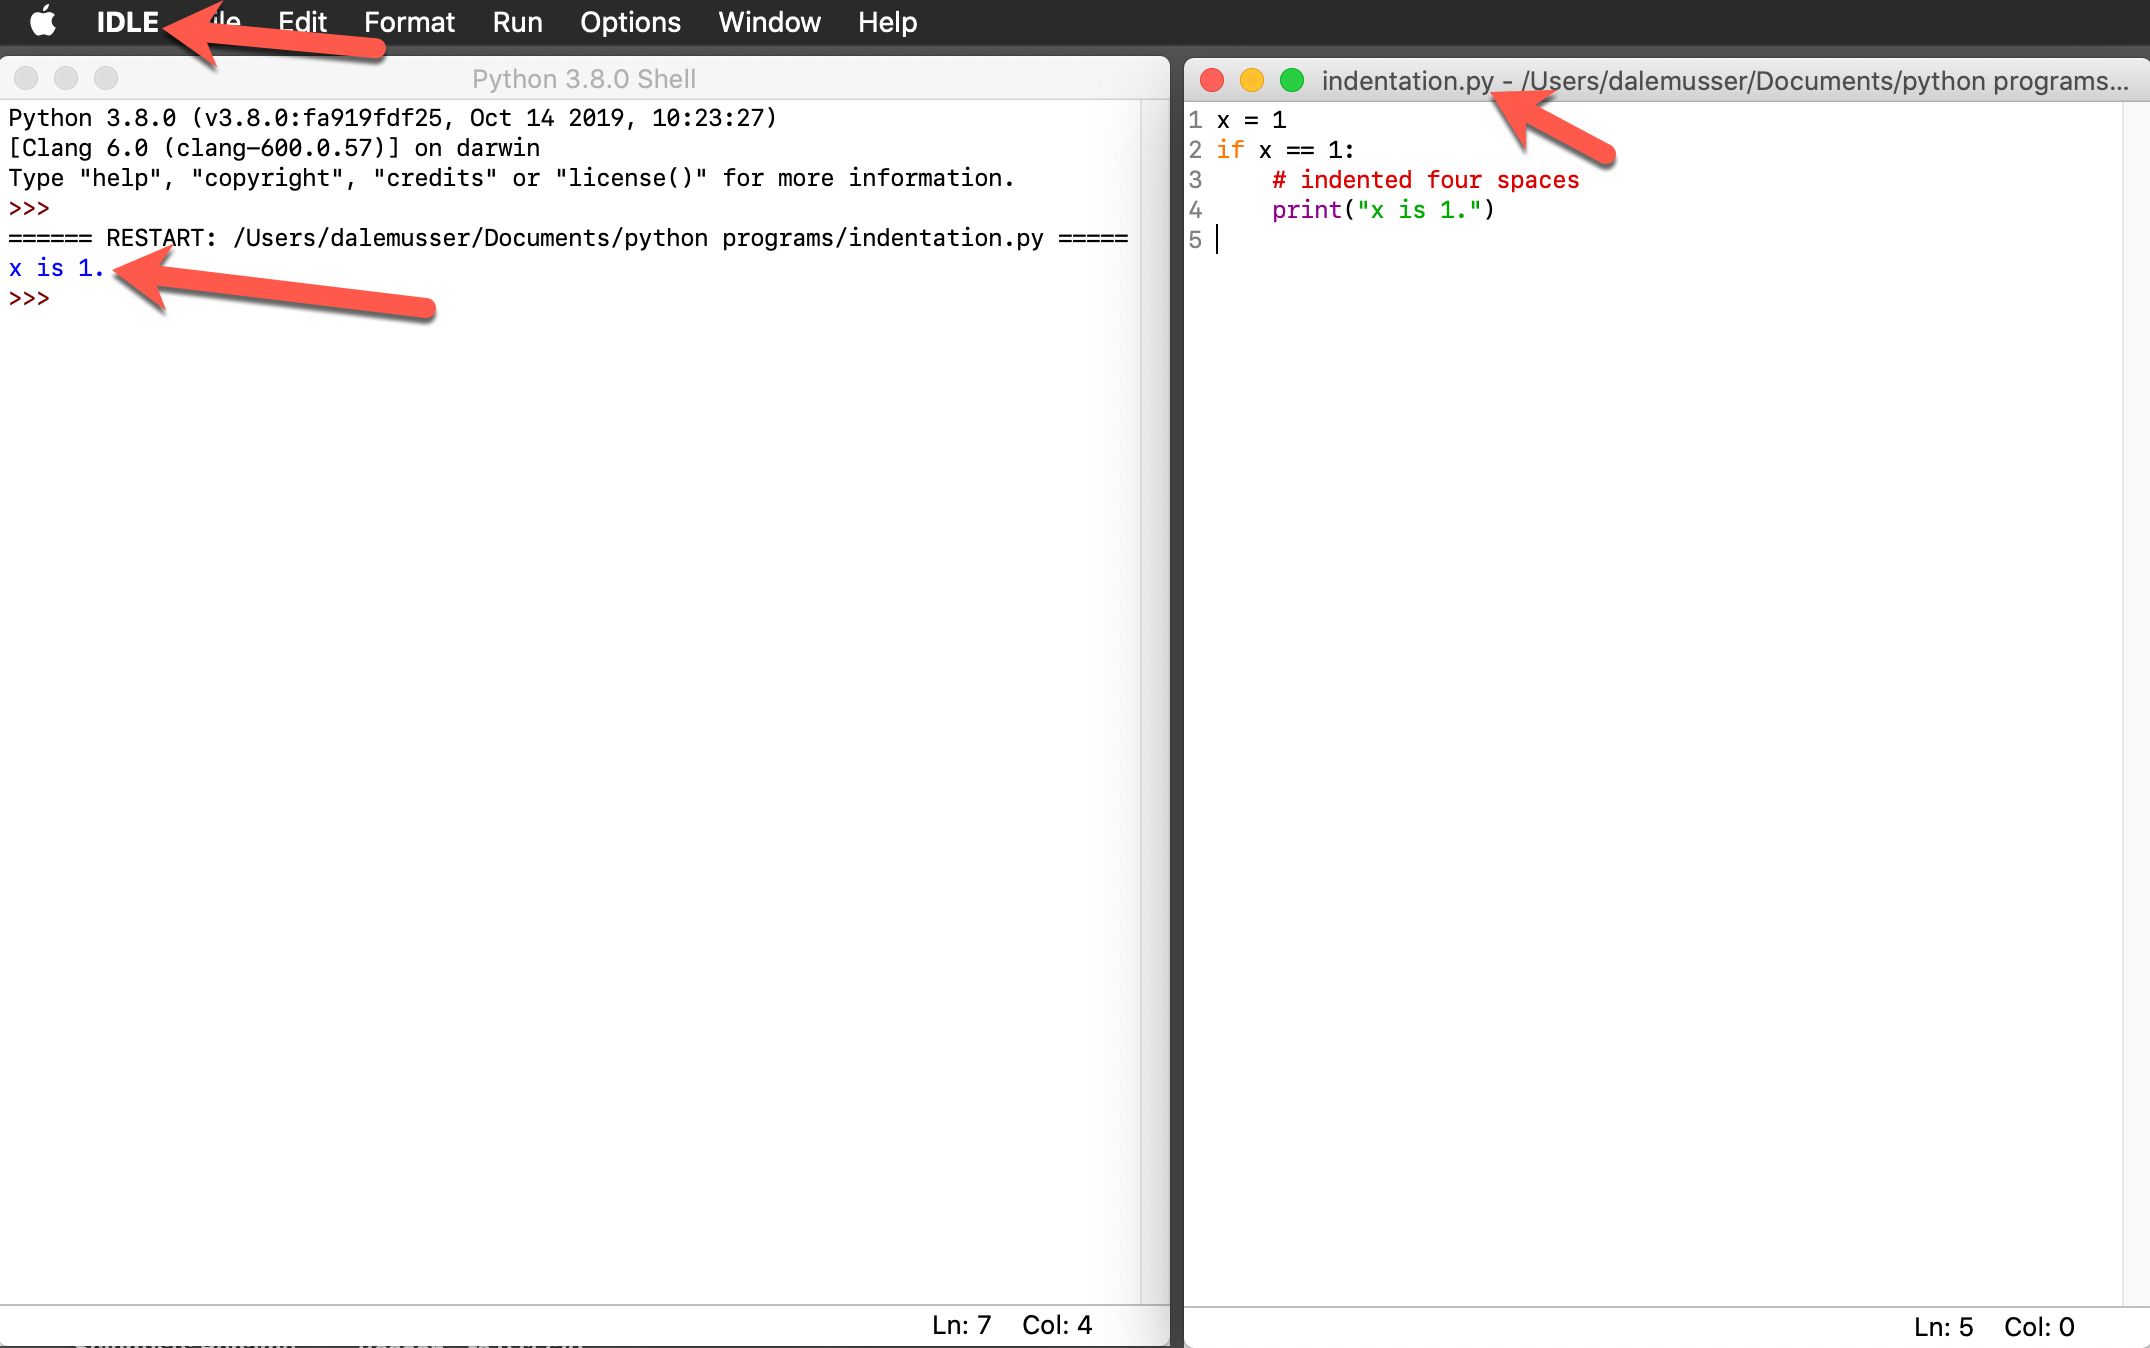 IDLE Edit Format Run Options Window Help
Python 3.8.0 Shell
Python 3.8.0 (v3.8.0:fa919fdf25, Oct 14 2019, 10:23:27)
[Clang 6.0 (clang-600.0.57)] on darwin
Type "help", "copyright", "credits" or "license()" for more information.
>>>
====== RESTART: /Users/dalemusser/Documents/python programs/indentation.py =====
x is 1.
>>>
Ln: 7 Col: 4
indentation.py - /Users/dalemusser/Documents/python programs...
1 x = 1
2 if x == 1:
3     # indented four spaces
4     print("x is 1.")
5
Ln: 5 Col: 0